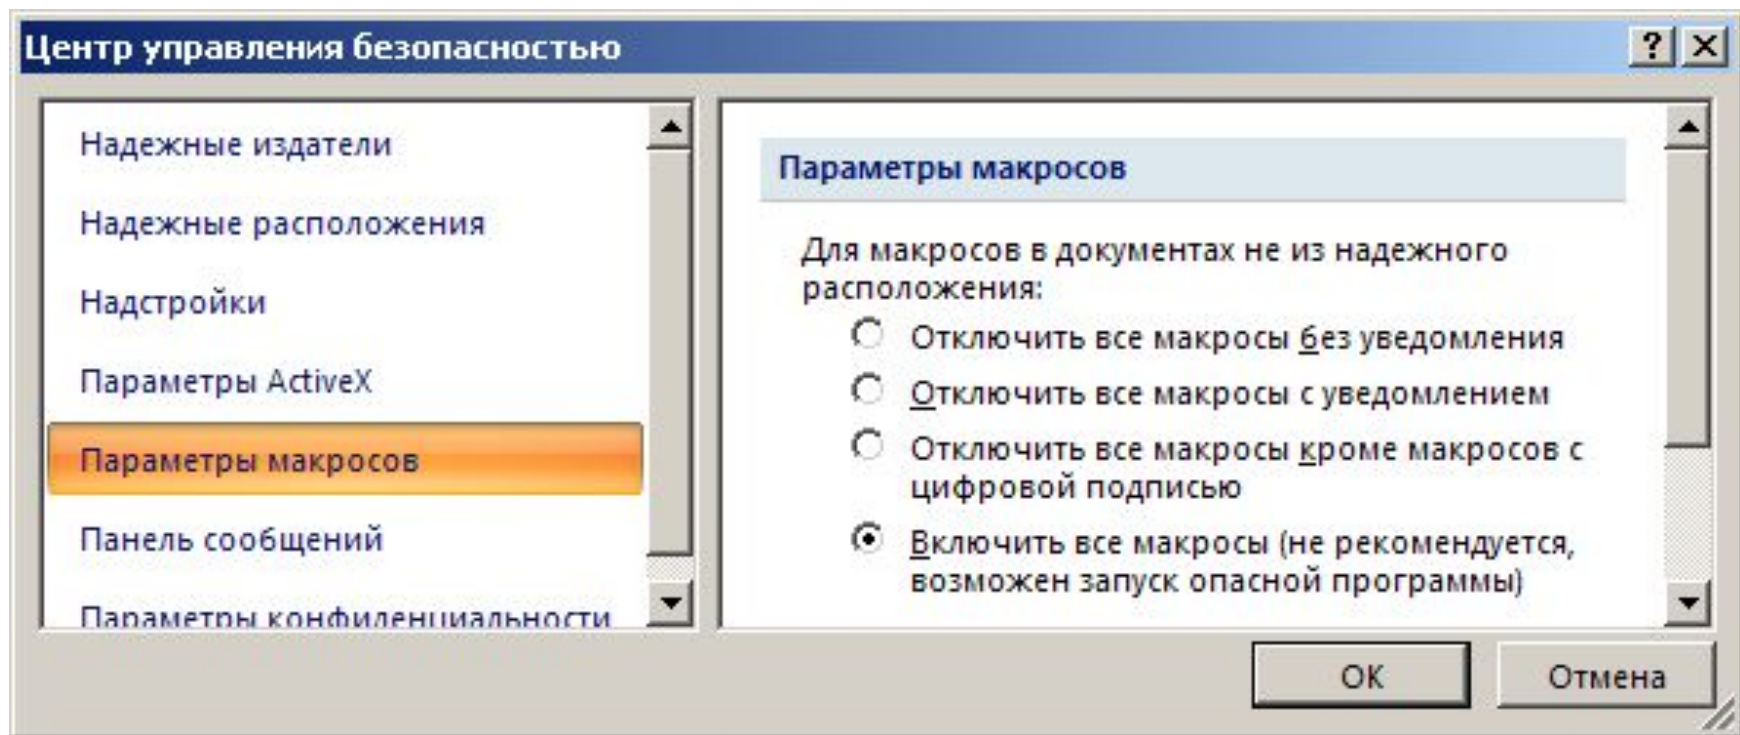 Центр управления безопасностью
Надежные издатели
Надежные расположения
Надстройки
Параметры ActiveX
Параметры макросов
Панель сообщений
Параметры конфиденциальности
Параметры макросов
Для макросов в документах не из надежного
расположения:
Отключить все макросы без уведомления
Отключить все макросы с уведомлением
Отключить все макросы кроме макросов с
цифровой подписью
Включить все макросы (не рекомендуется,
возможен запуск опасной программы)
ОК
Отмена